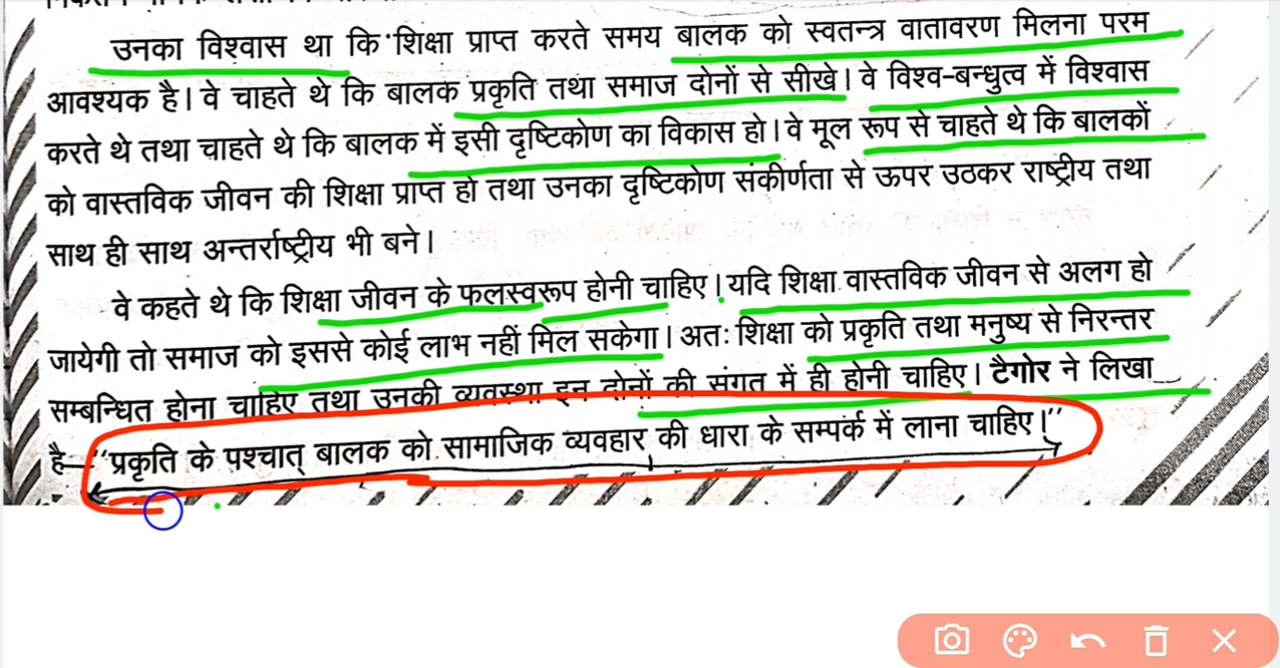 उनका विश्वास था कि शिक्षा प्राप्त करते समय बालक को स्वतन्त्र वातावरण मिलना परम
आवश्यक है। वे चाहते थे कि बालक प्रकृति तथा समाज दोनों से सीखे। वे विश्व-बन्धुत्व में विश्वास
करते थे तथा चाहते थे कि बालक में इसी दृष्टिकोण का विकास हो। वे मूल रूप से चाहते थे कि बालकों
को वास्तविक जीवन की शिक्षा प्राप्त हो तथा उनका दृष्टिकोण संकीर्णता से ऊपर उठकर राष्ट्रीय तथा
साथ ही साथ अन्तर्राष्ट्रीय भी बने।
वे कहते थे कि शिक्षा जीवन के फलस्वरूप होनी चाहिए। यदि शिक्षा वास्तविक जीवन से अलग हो
जायेगी तो समाज को इससे कोई लाभ नहीं मिल सकेगा। अतः शिक्षा को प्रकृति तथा मनुष्य से निरन्तर
सम्बन्धित होना चाहिए तथा उनकी व्यवस्था इन दोनों की संगत में ही होनी चाहिए। टैगोर ने लिखा
है—"प्रकृति के पश्चात् बालक को सामाजिक व्यवहार की धारा के सम्पर्क में लाना चाहिए।"